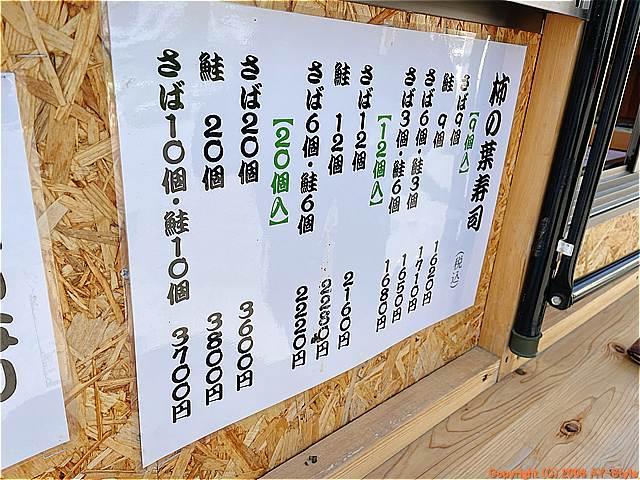 柿の葉寿司 (税込)
【9個入】
さば9個 1620円
鮭 9個 1710円
さば6個・鮭3個 1650円
さば3個・鮭6個 1680円
【12個入】
さば12個 2160円
鮭 12個 2280円
さば6個・鮭6個 2220円
【20個入】
さば20個 3600円
鮭 20個 3800円
さば10個・鮭10個 3700円
Copyright (C) 2006 AY-Style